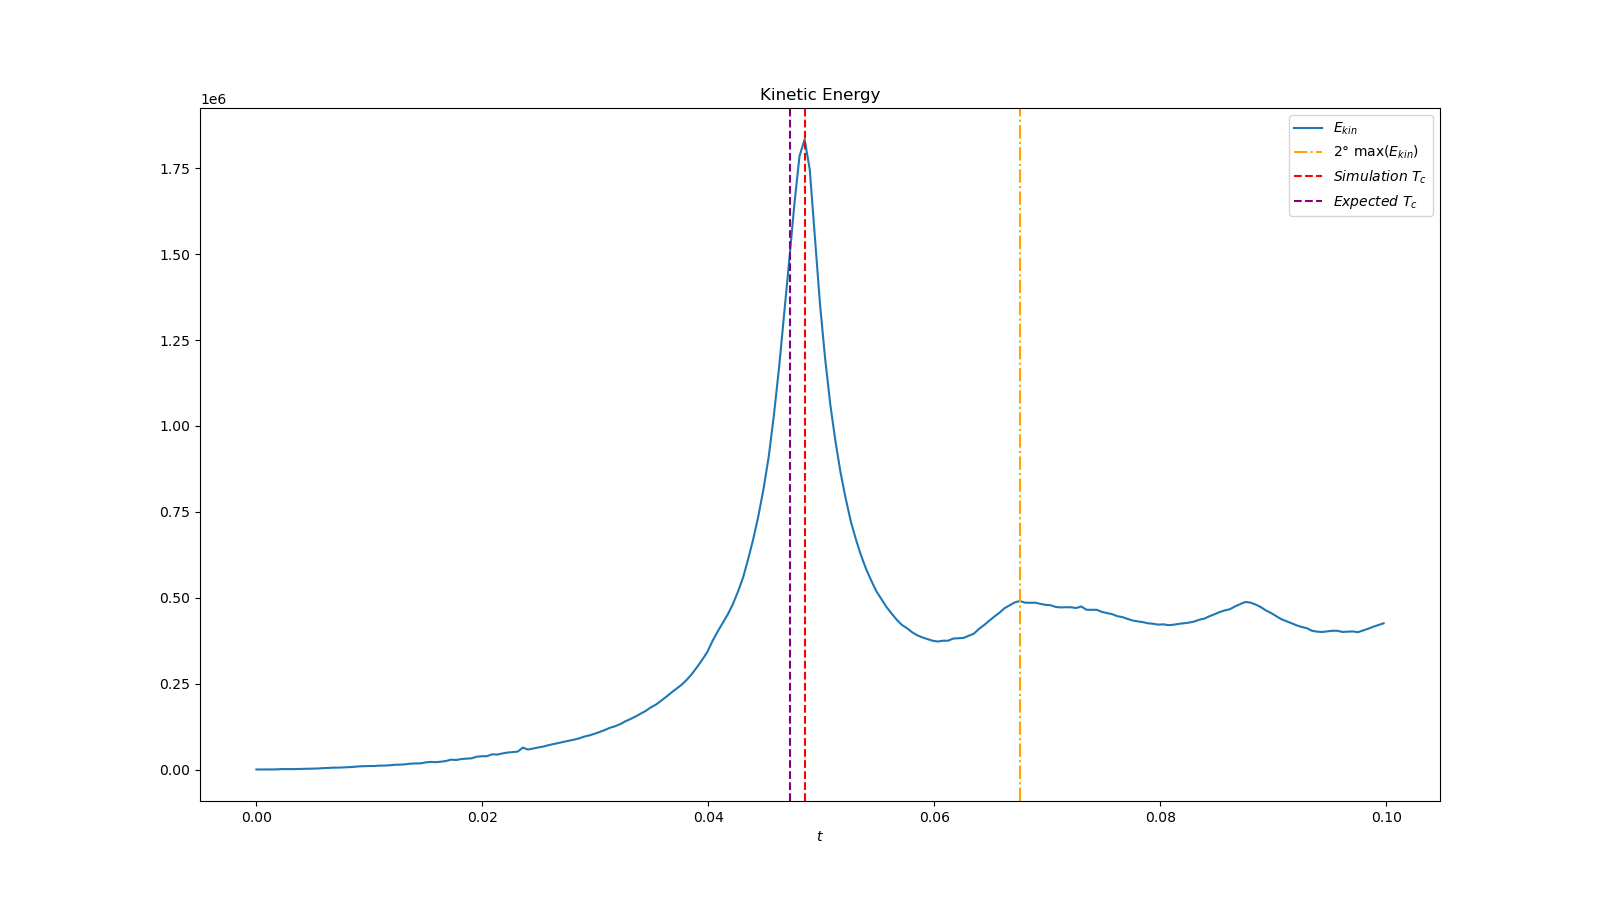 Kinetic Energy
1e6
E_kin
2° max(E_kin)
Simulation T_c
Expected T_c
1.75
1.50
1.25
1.00
0.75
0.50
0.25
0.00
0.00 0.02 0.04 0.06 0.08 0.10
t